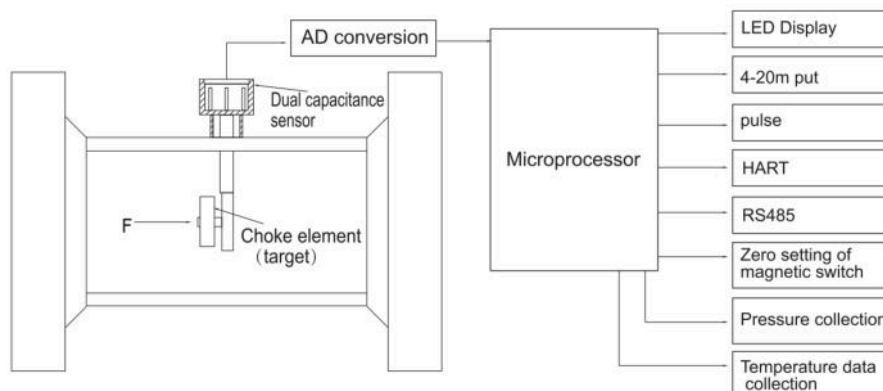 AD conversion
Dual capacitance
sensor
F
Choke element
(target)
Microprocessor
LED Display
4-20m put
pulse
HART
RS485
Zero setting of
magnetic switch
Pressure collection
Temperature data
collection